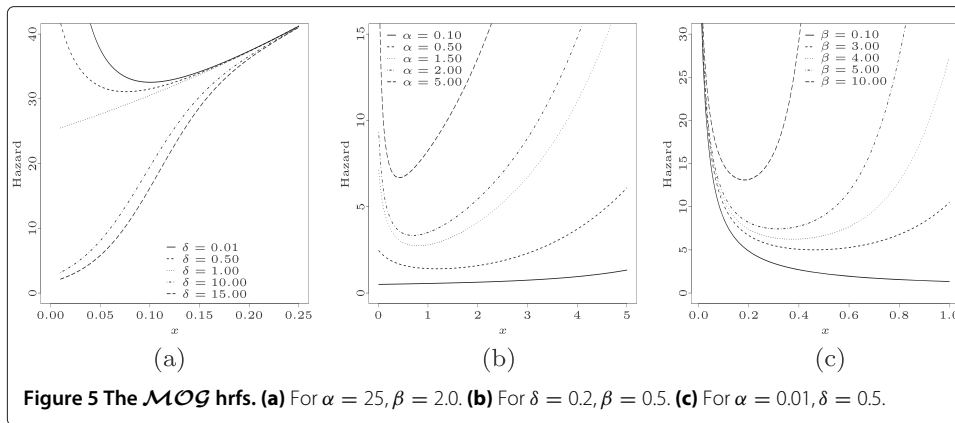 Hazard
0 10 20 30 40
δ = 0.01
δ = 0.50
δ = 1.00
δ = 10.00
δ = 15.00
0.00 0.05 0.10 0.15 0.20 0.25
x
(a)
Hazard
0 5 10 15
α = 0.10
α = 0.50
α = 1.50
α = 2.00
α = 5.00
0 1 2 3 4 5
x
(b)
Hazard
0 5 10 15 20 25 30
β = 0.10
β = 3.00
β = 4.00
β = 5.00
β = 10.00
0.0 0.2 0.4 0.6 0.8 1.0
x
(c)
Figure 5 The MOG hrfs. (a) For α = 25, β = 2.0. (b) For δ = 0.2, β = 0.5. (c) For α = 0.01, δ = 0.5.